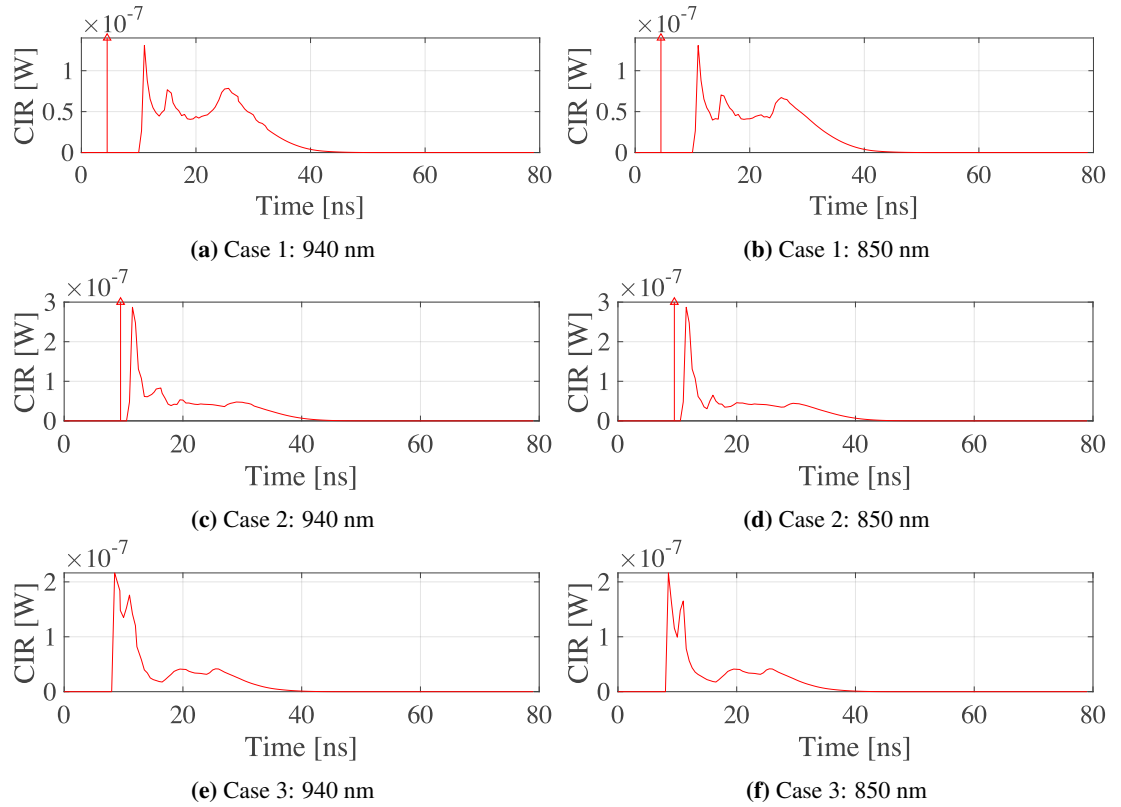 ×10-7
CIR [W]
1
0.5
0
0 20 40 60 80
Time [ns]
(a) Case 1: 940 nm
×10-7
CIR [W]
1
0.5
0
0 20 40 60 80
Time [ns]
(b) Case 1: 850 nm
×10-7
CIR [W]
3
2
1
0
0 20 40 60 80
Time [ns]
(c) Case 2: 940 nm
×10-7
CIR [W]
3
2
1
0
0 20 40 60 80
Time [ns]
(d) Case 2: 850 nm
×10-7
CIR [W]
2
1
0
0 20 40 60 80
Time [ns]
(e) Case 3: 940 nm
×10-7
CIR [W]
2
1
0
0 20 40 60 80
Time [ns]
(f) Case 3: 850 nm